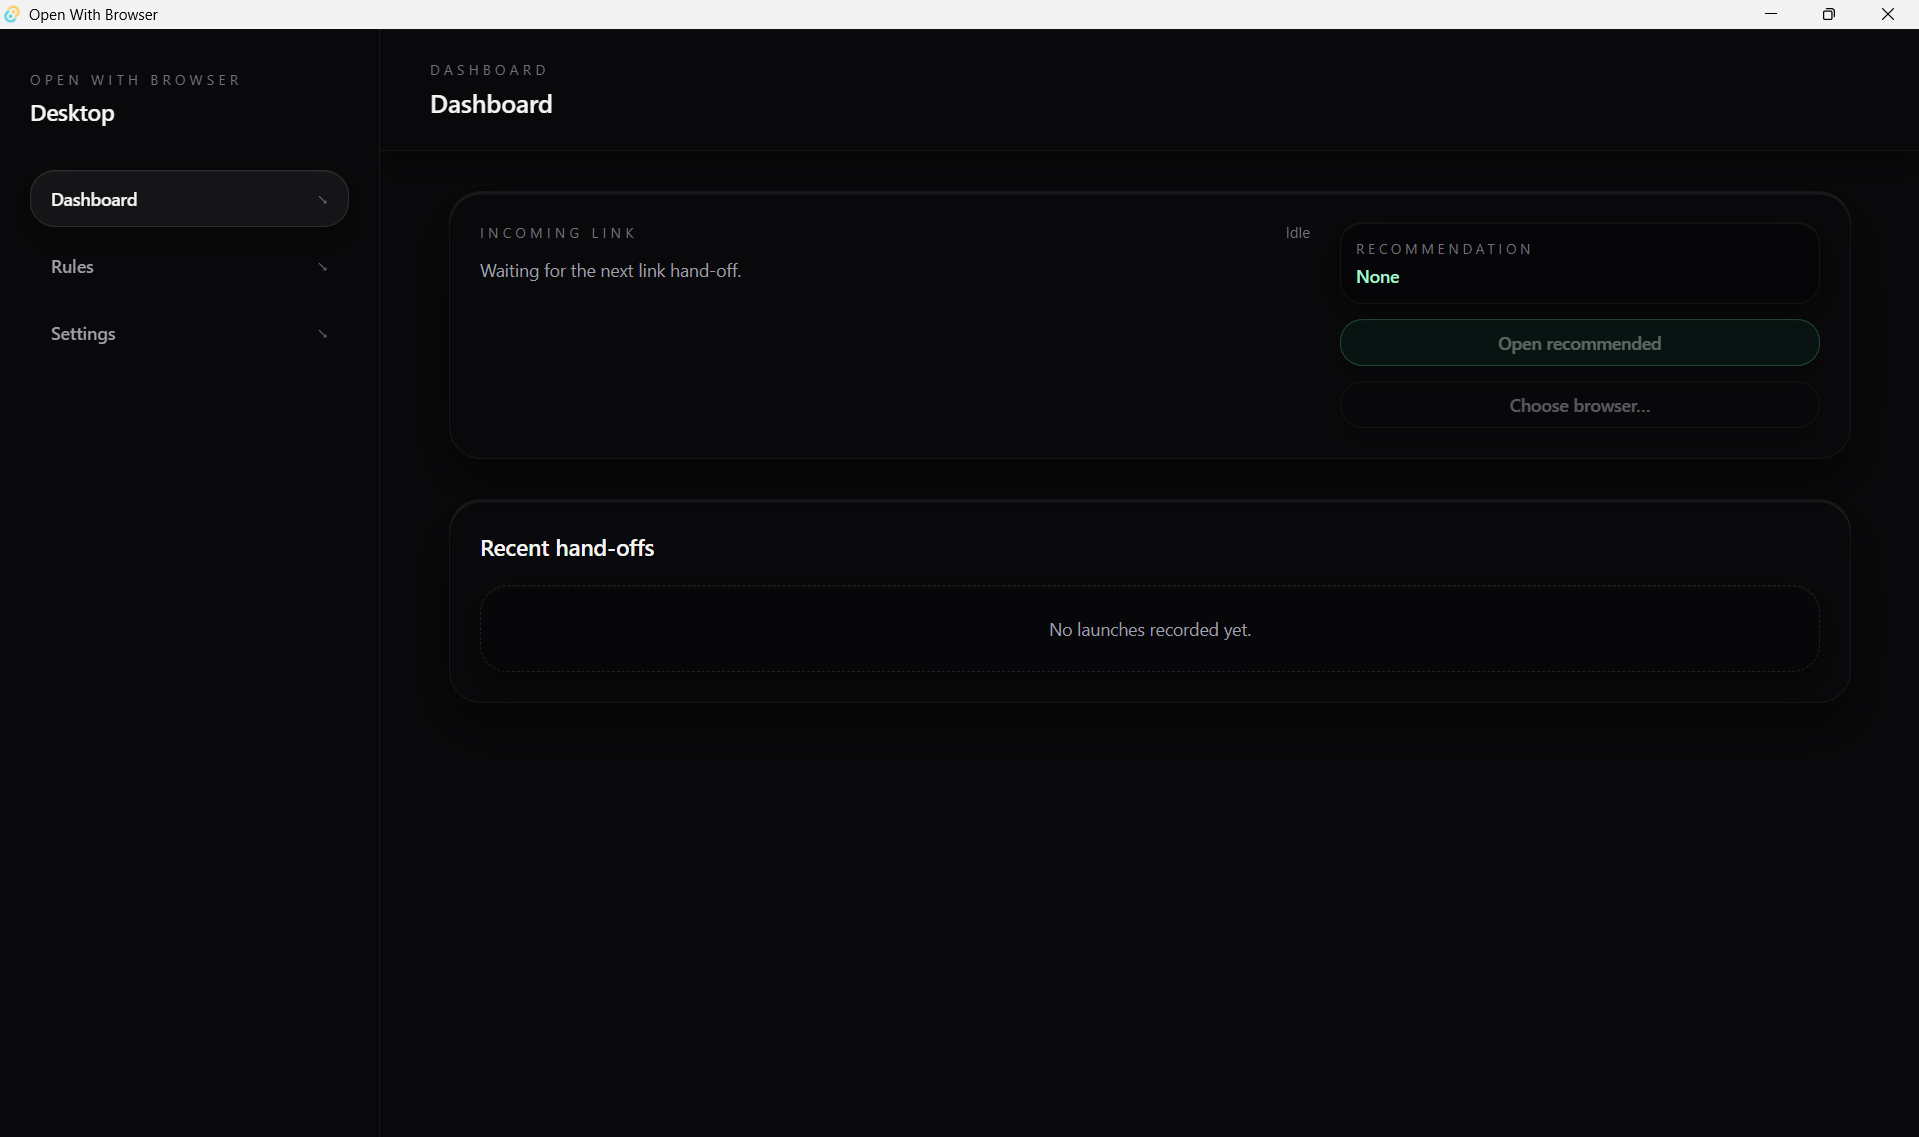 Open With Browser
OPEN WITH BROWSER
Desktop
Dashboard
Rules
Settings
DASHBOARD
Dashboard
INCOMING LINK
Idle
Waiting for the next link hand-off.
RECOMMENDATION
None
Open recommended
Choose browser...
Recent hand-offs
No launches recorded yet.